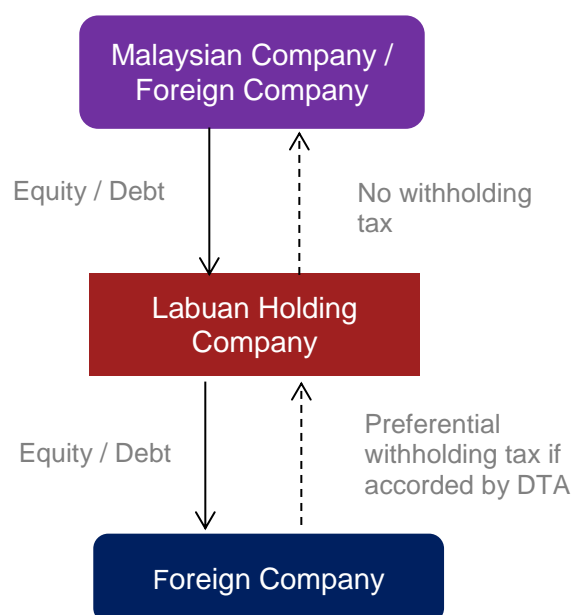 Malaysian Company /
Foreign Company
Equity / Debt
No withholding
tax
Labuan Holding
Company
Equity / Debt
Preferential
withholding tax if
accorded by DTA
Foreign Company